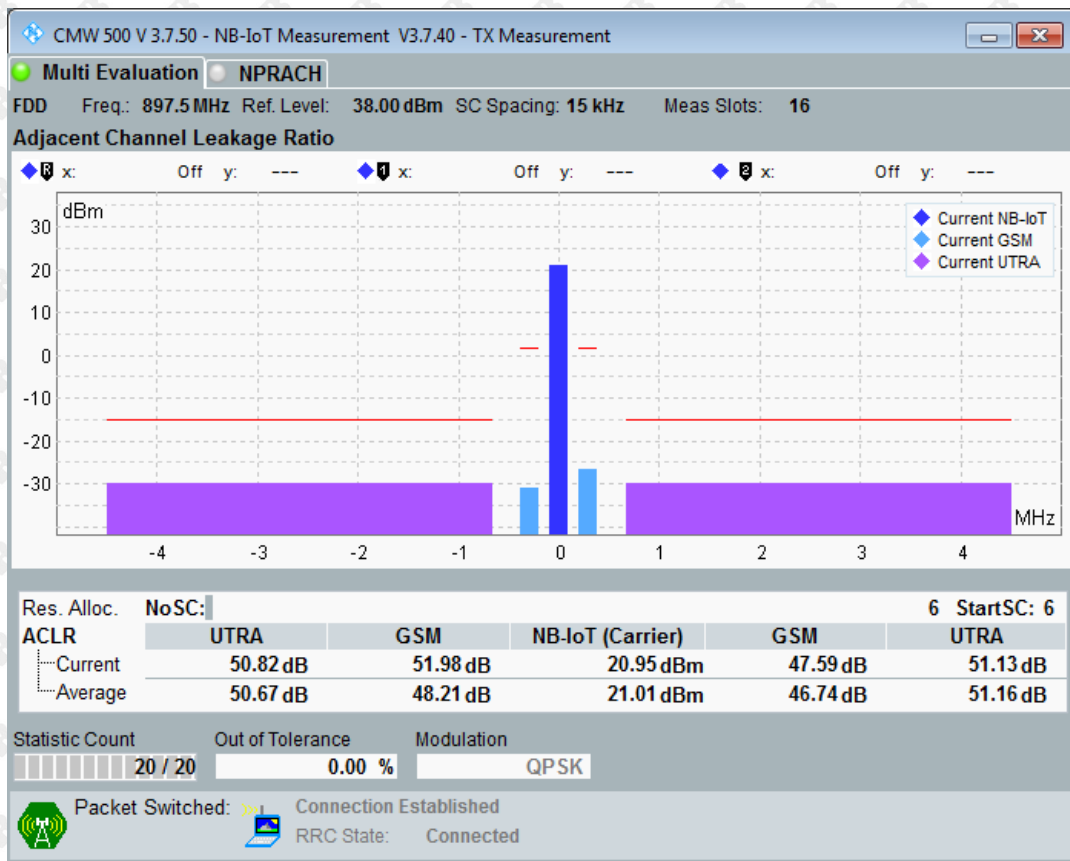 CMW 500 V 3.7.50 - NB-IoT Measurement V3.7.40 - TX Measurement
Multi Evaluation NPRACH
FDD Freq.: 897.5 MHz Ref. Level: 38.00 dBm SC Spacing: 15 kHz Meas Slots: 16
Adjacent Channel Leakage Ratio
R x: Off y: --- 1 x: Off y: --- 2 x: Off y: ---
dBm
Current NB-IoT
Current GSM
Current UTRA
30
20
10
0
-10
-20
-30
MHz
-4 -3 -2 -1 0 1 2 3 4
Res. Alloc. NoSC: 6 StartSC: 6
ACLR UTRA GSM NB-IoT (Carrier) GSM UTRA
Current 50.82 dB 51.98 dB 20.95 dBm 47.59 dB 51.13 dB
Average 50.67 dB 48.21 dB 21.01 dBm 46.74 dB 51.16 dB
Statistic Count Out of Tolerance Modulation
20 / 20 0.00 % QPSK
Packet Switched: Connection Established
RRC State: Connected